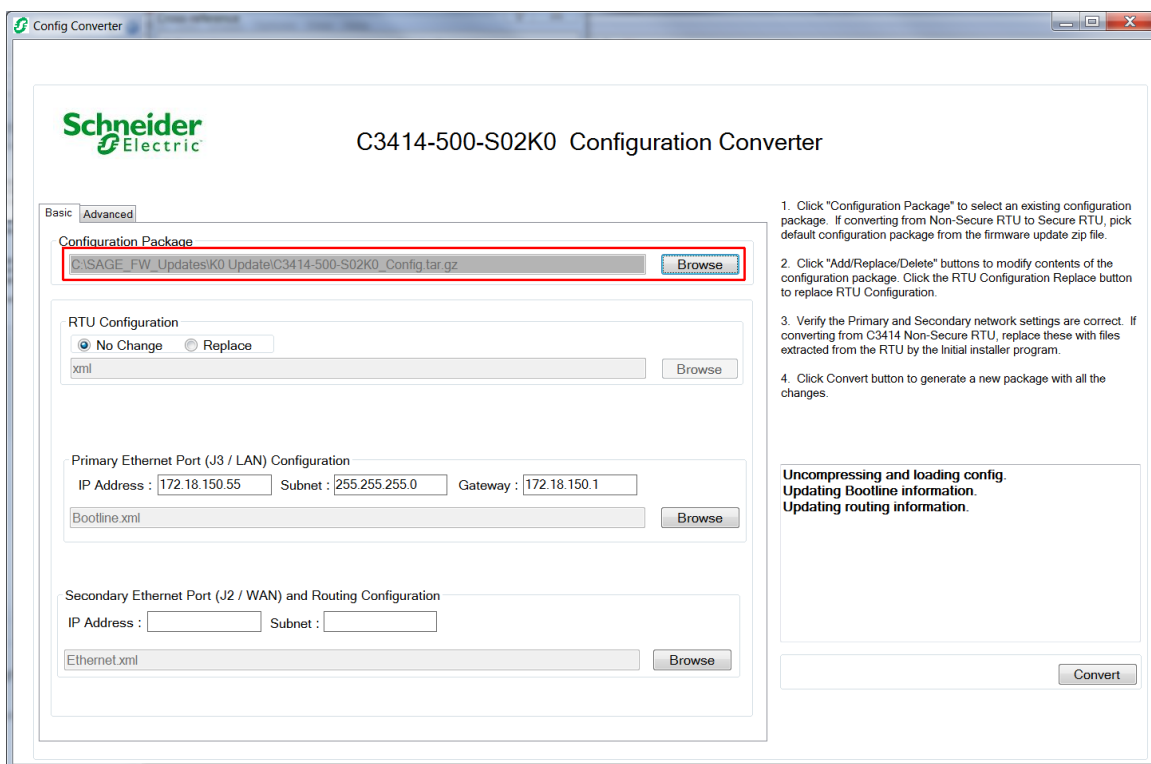 Config Converter
Schneider
Electric
C3414-500-S02K0 Configuration Converter
Basic Advanced
Configuration Package
C:\SAGE_FW_Updates\K0 Update\C3414-500-S02K0_Config.tar.gz Browse
RTU Configuration
No Change Replace
xml Browse
Primary Ethernet Port (J3 / LAN) Configuration
IP Address : 172.18.150.55 Subnet : 255.255.255.0 Gateway : 172.18.150.1
Bootline.xml Browse
Secondary Ethernet Port (J2 / WAN) and Routing Configuration
IP Address : Subnet :
Ethernet.xml Browse
1. Click "Configuration Package" to select an existing configuration
package. If converting from Non-Secure RTU to Secure RTU, pick
default configuration package from the firmware update zip file.
2. Click "Add/Replace/Delete" buttons to modify contents of the
configuration package. Click the RTU Configuration Replace button
to replace RTU Configuration.
3. Verify the Primary and Secondary network settings are correct. If
converting from C3414 Non-Secure RTU, replace these with files
extracted from the RTU by the Initial installer program.
4. Click Convert button to generate a new package with all the
changes.
Uncompressing and loading config.
Updating Bootline information.
Updating routing information.
Convert